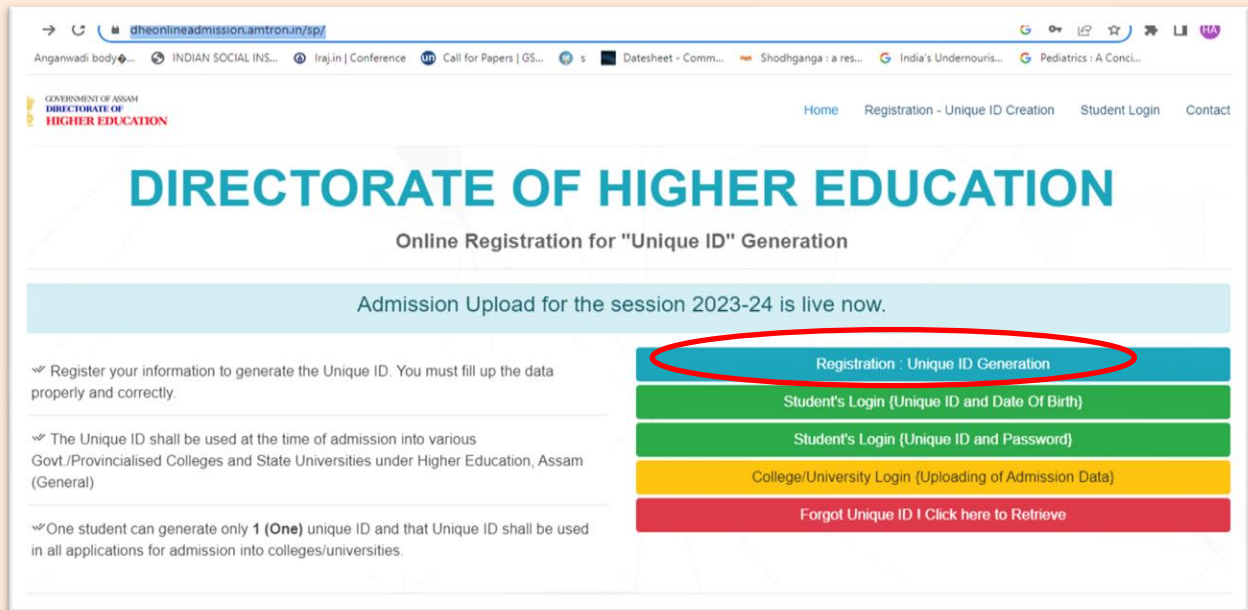 dheonlineadmission.amtron.in/sp/
Anganwadi body�... INDIAN SOCIAL INS... Iraj.in | Conference Call for Papers | GS... s Datesheet - Comm... Shodhganga : a res... India's Undernouris... Pediatrics : A Conci...
HA
GOVERNMENT OF ASSAM
DIRECTORATE OF
HIGHER EDUCATION
Home Registration - Unique ID Creation Student Login Contact
DIRECTORATE OF HIGHER EDUCATION
Online Registration for "Unique ID" Generation
Admission Upload for the session 2023-24 is live now.
Register your information to generate the Unique ID. You must fill up the data
properly and correctly.
The Unique ID shall be used at the time of admission into various
Govt./Provincialised Colleges and State Universities under Higher Education, Assam
(General)
One student can generate only 1 (One) unique ID and that Unique ID shall be used
in all applications for admission into colleges/universities.
Registration : Unique ID Generation
Student's Login {Unique ID and Date Of Birth}
Student's Login {Unique ID and Password}
College/University Login {Uploading of Admission Data}
Forgot Unique ID ! Click here to Retrieve